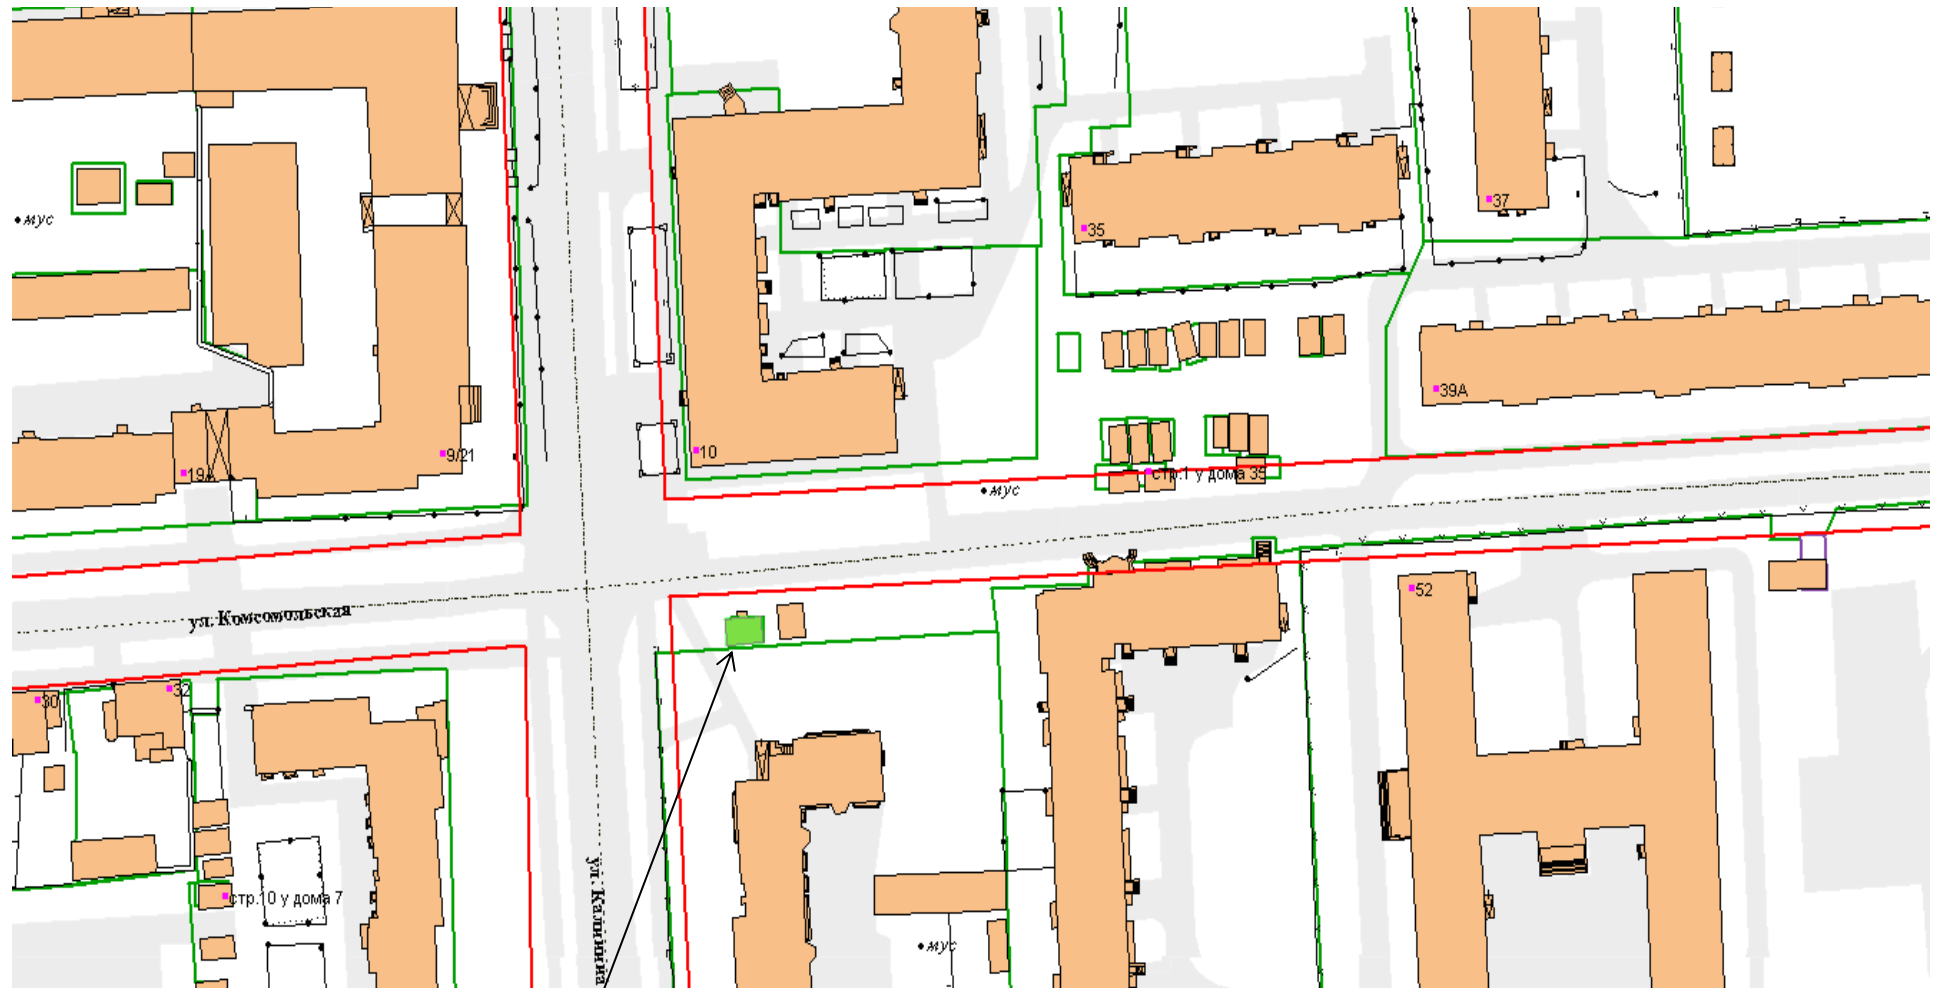 37
мус
35
39А
10
9/21
19А
стр.1 у дома 35
мус
52
ул. Комсомольская
32
30
ул. Калинина
стр.10 у дома 7
мус